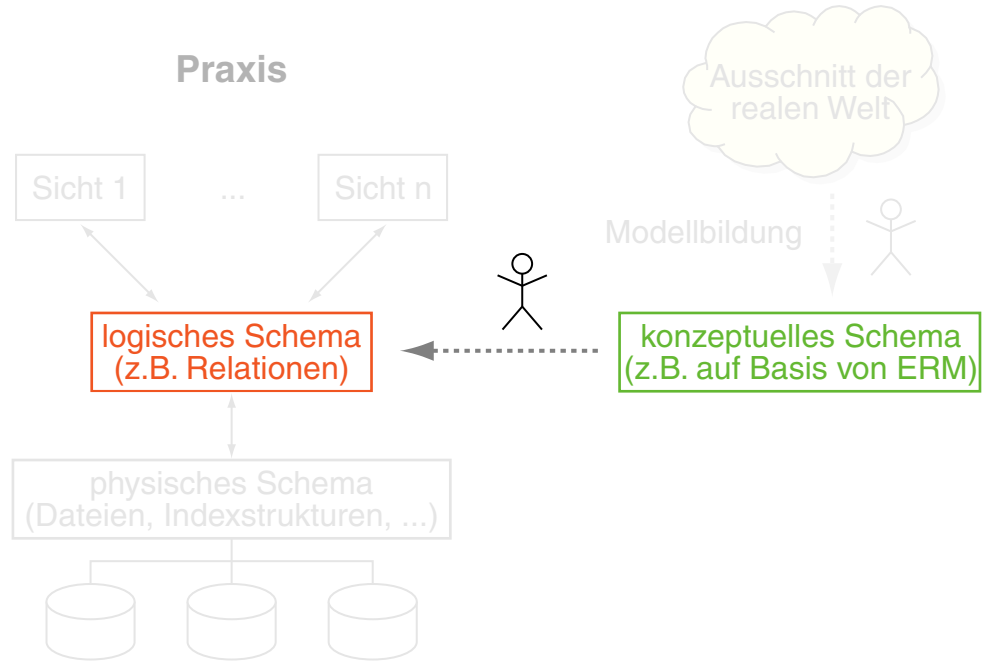 Praxis
Ausschnitt der
realen Welt
Sicht 1
...
Sicht n
Modellbildung
logisches Schema
(z.B. Relationen)
konzeptuelles Schema
(z.B. auf Basis von ERM)
physisches Schema
(Dateien, Indexstrukturen, ...)